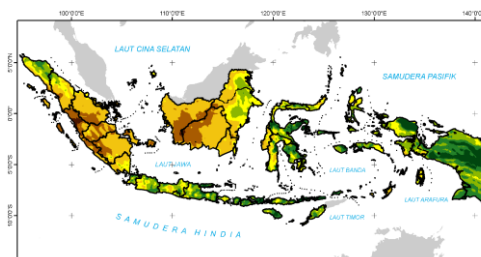 100°0'0"E 110°0'0"E 120°0'0"E 130°0'0"E 140°0'
LAUT CINA SELATAN
SAMUDERA PASIFIK
5°0'0"N
0°0'0"
5°0'0"S
10°0'0"S
LAUT JAWA
LAUT BANDA
LAUT ARAFURA
LAUT TIMOR
SAMUDERA HINDIA